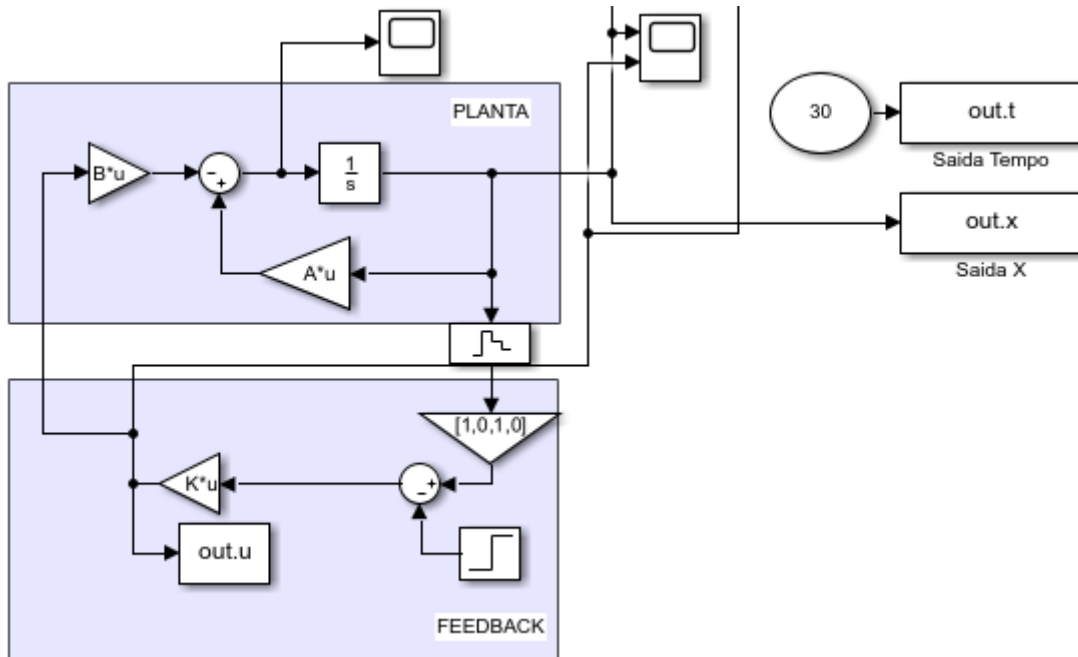 PLANTA
30
out.t
Saida Tempo
B*u
-
+
1
s
out.x
Saida X
A*u
[1,0,1,0]
K*u
-
+
out.u
FEEDBACK